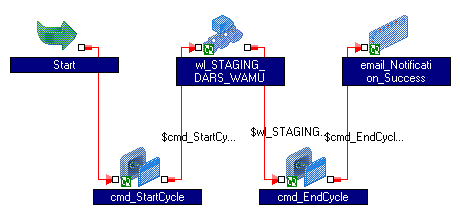 Start
wl_STAGING_
DARS_WAMU
email_Notificati
on_Success
$cmd_StartCy...
$wl_STAGING...
$cmd_EndCycl...
cmd_StartCycle
cmd_EndCycle